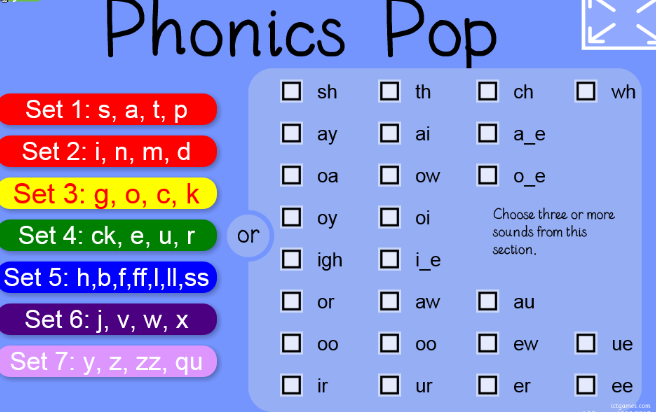 Phonics Pop
Set 1: s, a, t, p
Set 2: i, n, m, d
Set 3: g, o, c, k
Set 4: ck, e, u, r
Set 5: h,b,f,ff,l,ll,ss
Set 6: j, v, w, x
Set 7: y, z, zz, qu
or
sh th ch wh
ay ai a_e
oa ow o_e
oy oi
igh i_e
or aw au
oo oo ew ue
ir ur er ee
Choose three or more
sounds from this
section.
ictgames.com